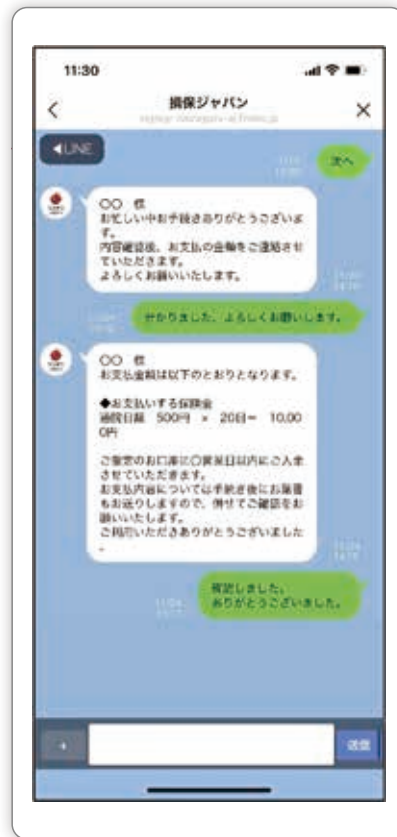 11:30
損保ジャパン
LINE
次へ
〇〇 様
お忙しい中お手続きありがとうございま
す。
内容確認後、お支払の金額をご連絡させ
ていただきます。
よろしくお願いいたします。
分かりました、よろしくお願いします。
〇〇 様
お支払金額は以下のとおりとなります。
◆お支払いする保険金
通院日額 500円 × 20日= 10,00
0円
ご指定のお口座に〇営業日以内にご入金
させていただきます。
お支払内容については手続き後にお葉書
もお送りしますので、併せてご確認をお
願いいたします。
ご利用いただきありがとうございました
。
確認しました。
ありがとうございました。
+
送信